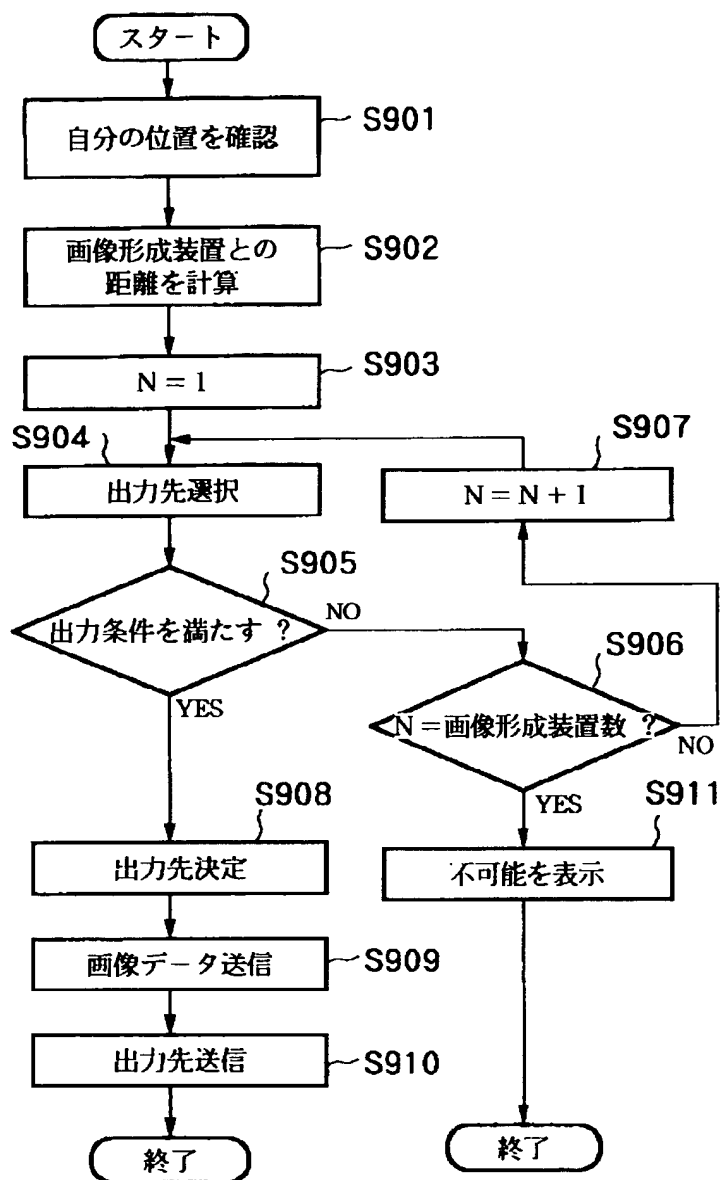 スタート
自分の位置を確認
S901
画像形成装置との
距離を計算
S902
N = 1
S903
S904
出力先選択
S907
N = N + 1
S905
出力条件を満たす ?
NO
YES
S906
N = 画像形成装置数 ?
NO
YES
S908
出力先決定
S911
不可能を表示
画像データ送信
S909
出力先送信
S910
終了
終了